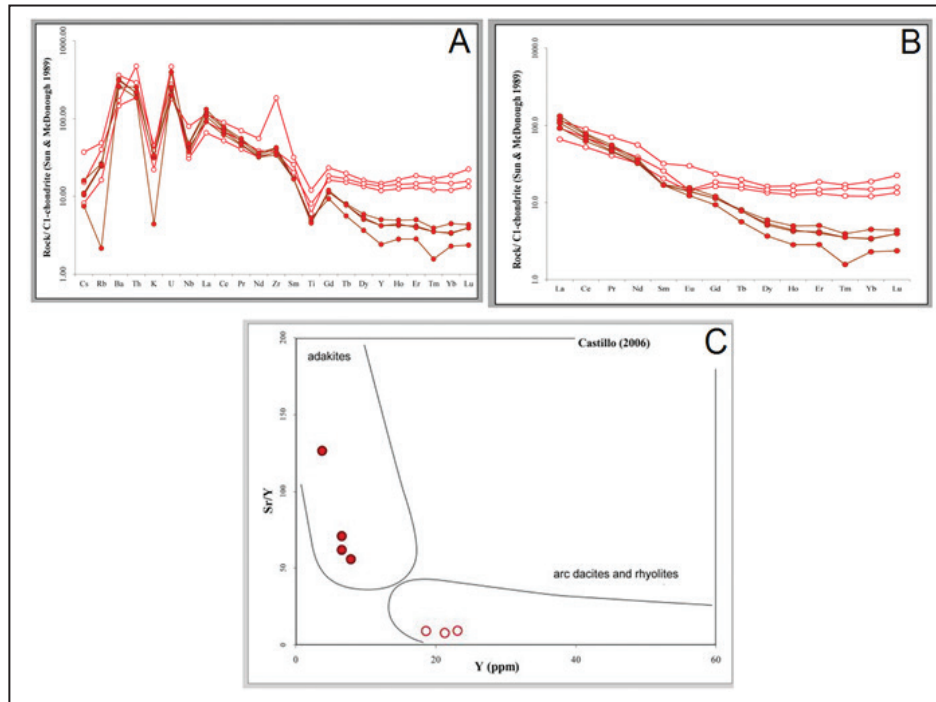 A
Rock/ C1-chondrite (Sun & McDonough 1989)
1000.00
100.00
10.00
1.00
Cs Rb Ba Th K U Nb La Ce Pr Nd Zr Sm Ti Gd Tb Dy Y Ho Er Tm Yb Lu
B
Rock/ C1-chondrite (Sun & McDonough 1989)
1000.0
100.0
10.0
1.0
La Ce Pr Nd Sm Eu Gd Tb Dy Ho Er Tm Yb Lu
C
Castillo (2006)
adakites
arc dacites and rhyolites
Sr/Y
200
150
100
50
0
0 20 40 60
Y (ppm)